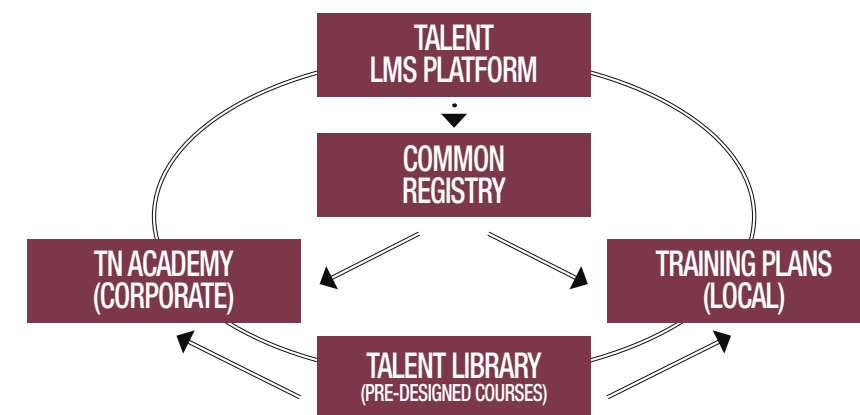 TALENT
LMS PLATFORM
COMMON
REGISTRY
TN ACADEMY
(CORPORATE)
TRAINING PLANS
(LOCAL)
TALENT LIBRARY
(PRE-DESIGNED COURSES)